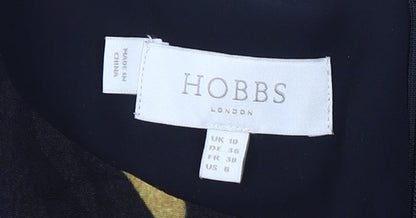 MADE IN
CHINA
HOBBS
LONDON
UK 10
DE 36
FR 38
US 6